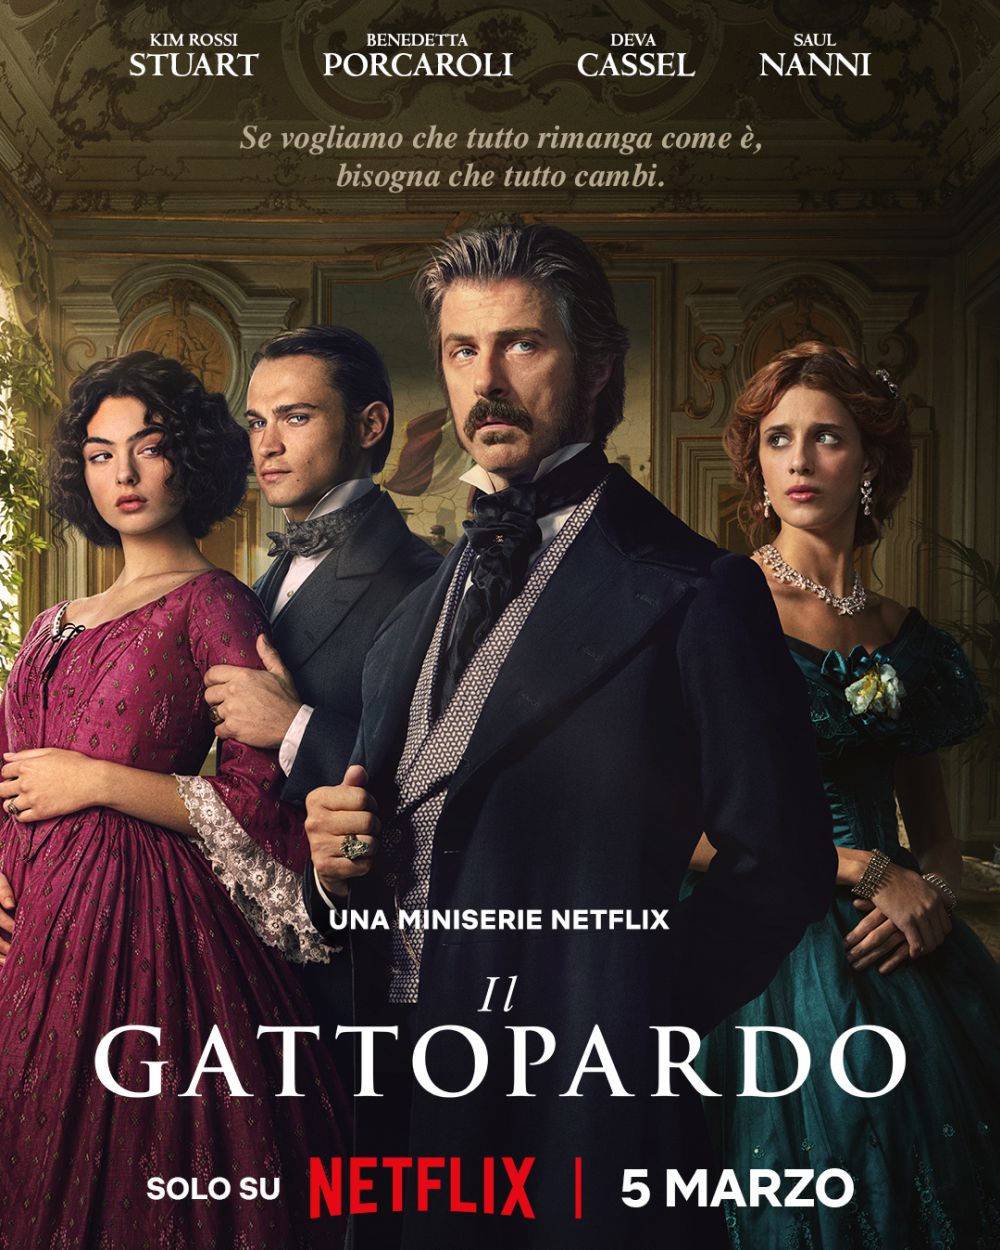 KIM ROSSI STUART
BENEDETTA PORCAROLI
DEVA CASSEL
SAUL NANNI
Se vogliamo che tutto rimanga come è,
bisogna che tutto cambi.
UNA MINISERIE NETFLIX
Il
GATTOPARDO
SOLO SU NETFLIX | 5 MARZO